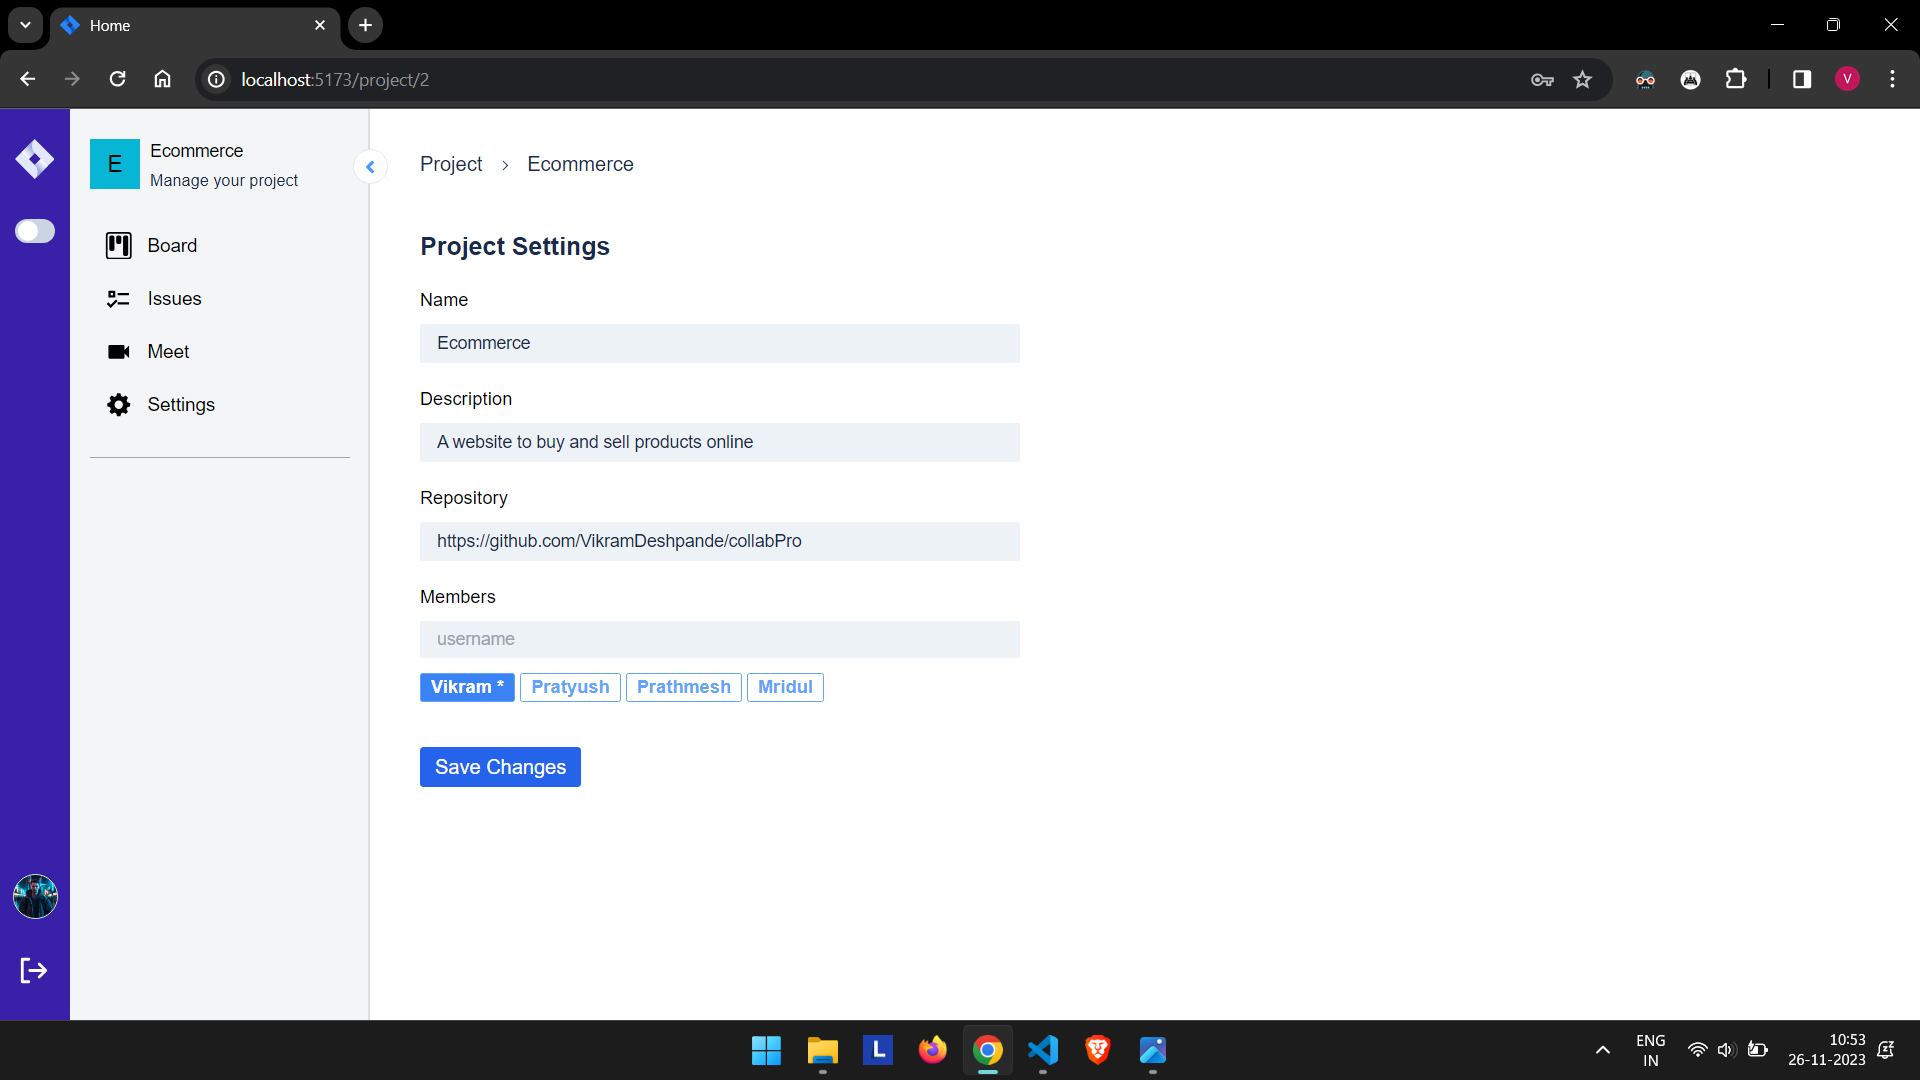 Home
localhost:5173/project/2
V
E
Ecommerce
Manage your project
Board
Issues
Meet
Settings
Project > Ecommerce
Project Settings
Name
Ecommerce
Description
A website to buy and sell products online
Repository
https://github.com/VikramDeshpande/collabPro
Members
username
Vikram * Pratyush Prathmesh Mridul
Save Changes
L
ENG
IN
10:53
26-11-2023